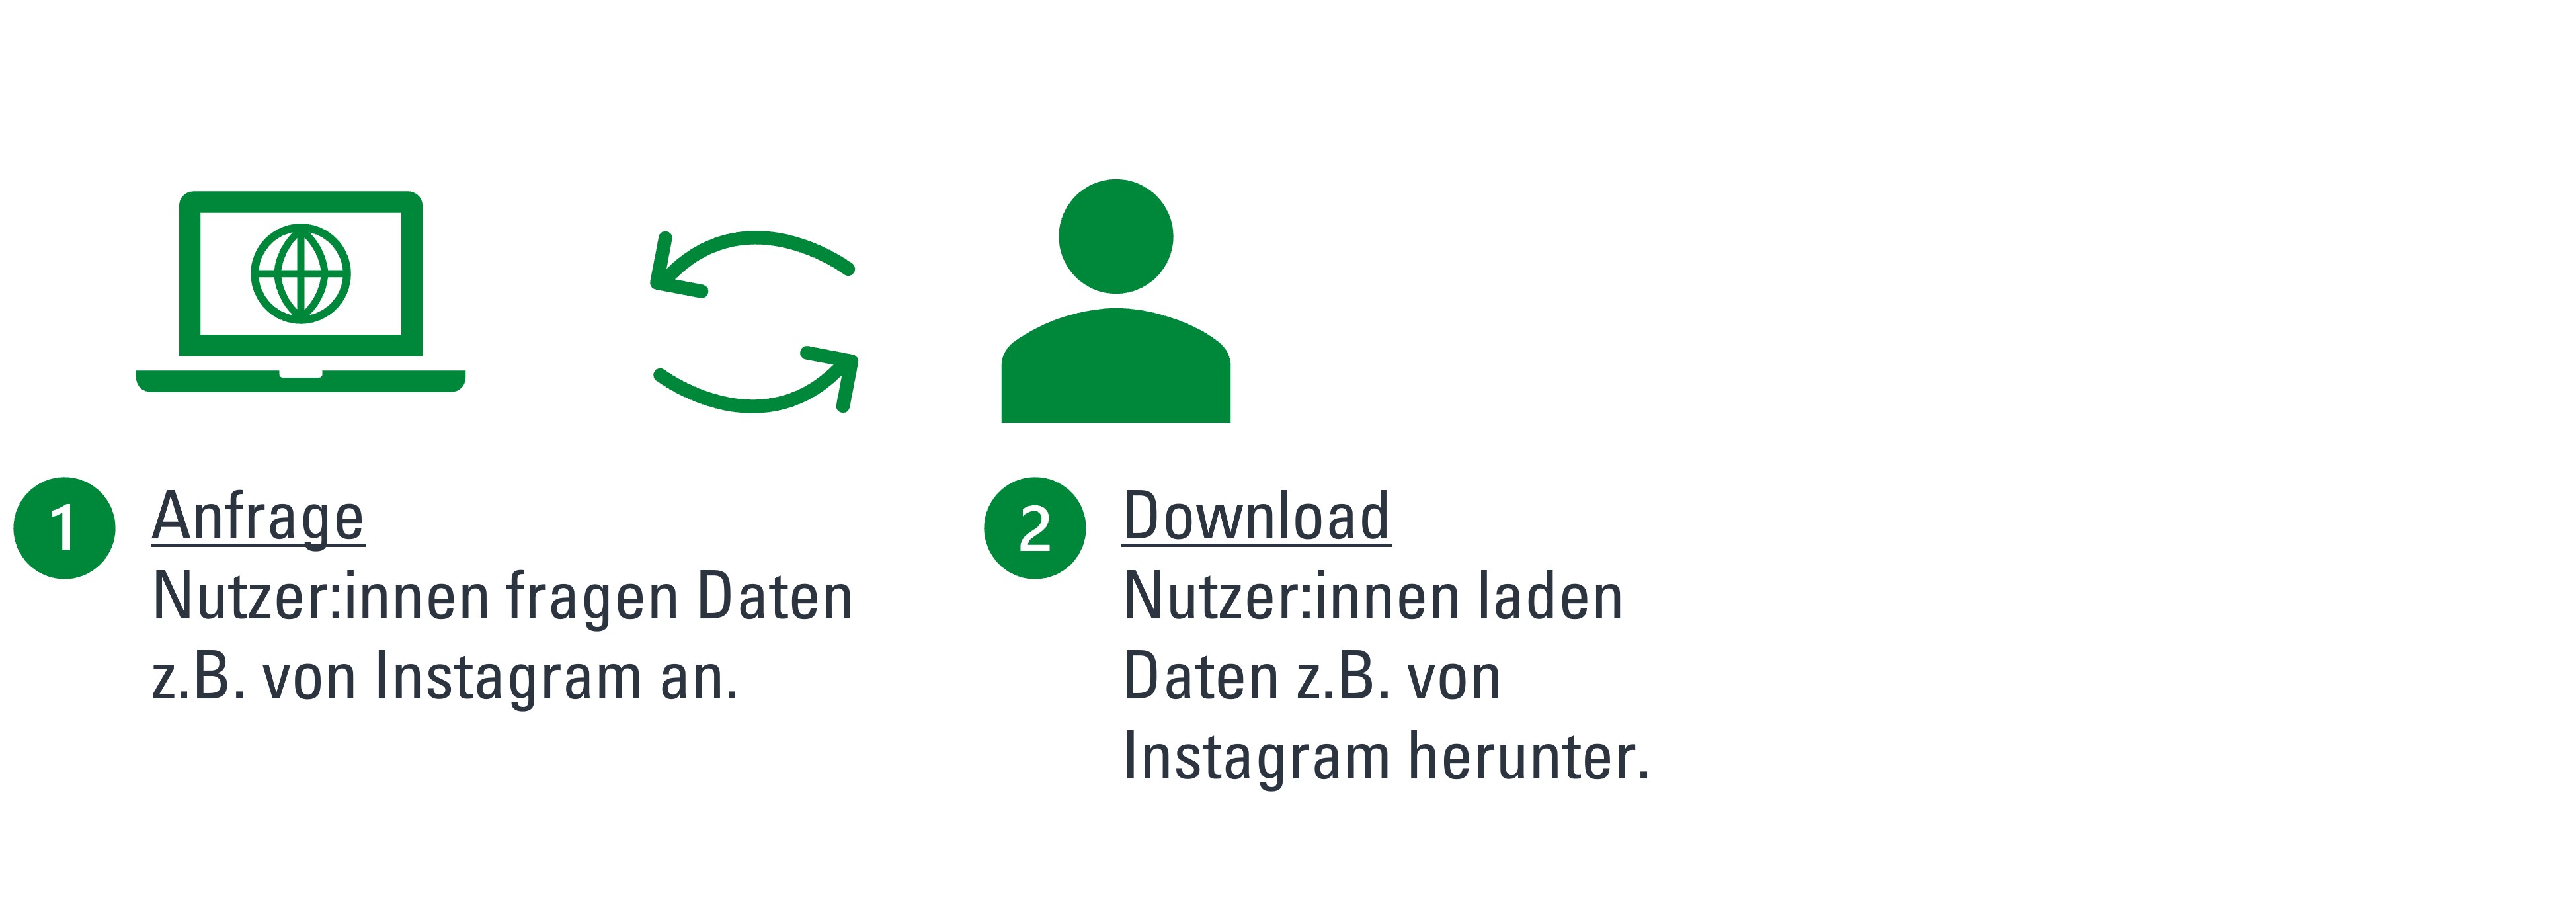 1
Anfrage
Nutzer:innen fragen Daten
z.B. von Instagram an.
2
Download
Nutzer:innen laden
Daten z.B. von
Instagram herunter.